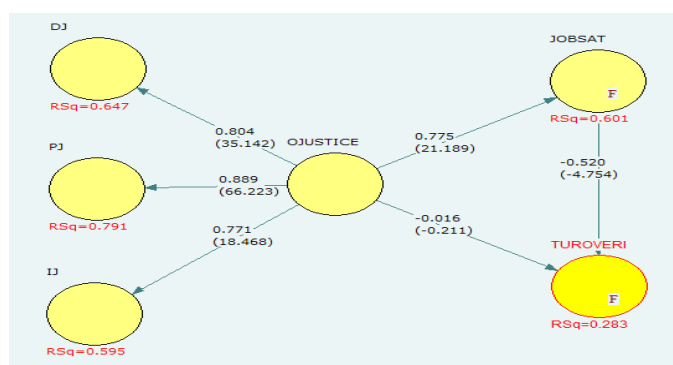 DJ
RSq=0.647
PJ
RSq=0.791
IJ
RSq=0.595
0.804
(35.142)
0.889
(66.223)
0.771
(18.468)
OJUSTICE
0.775
(21.189)
-0.016
(-0.211)
JOBSAT
F
RSq=0.601
-0.520
(-4.754)
TUROVERI
F
RSq=0.283